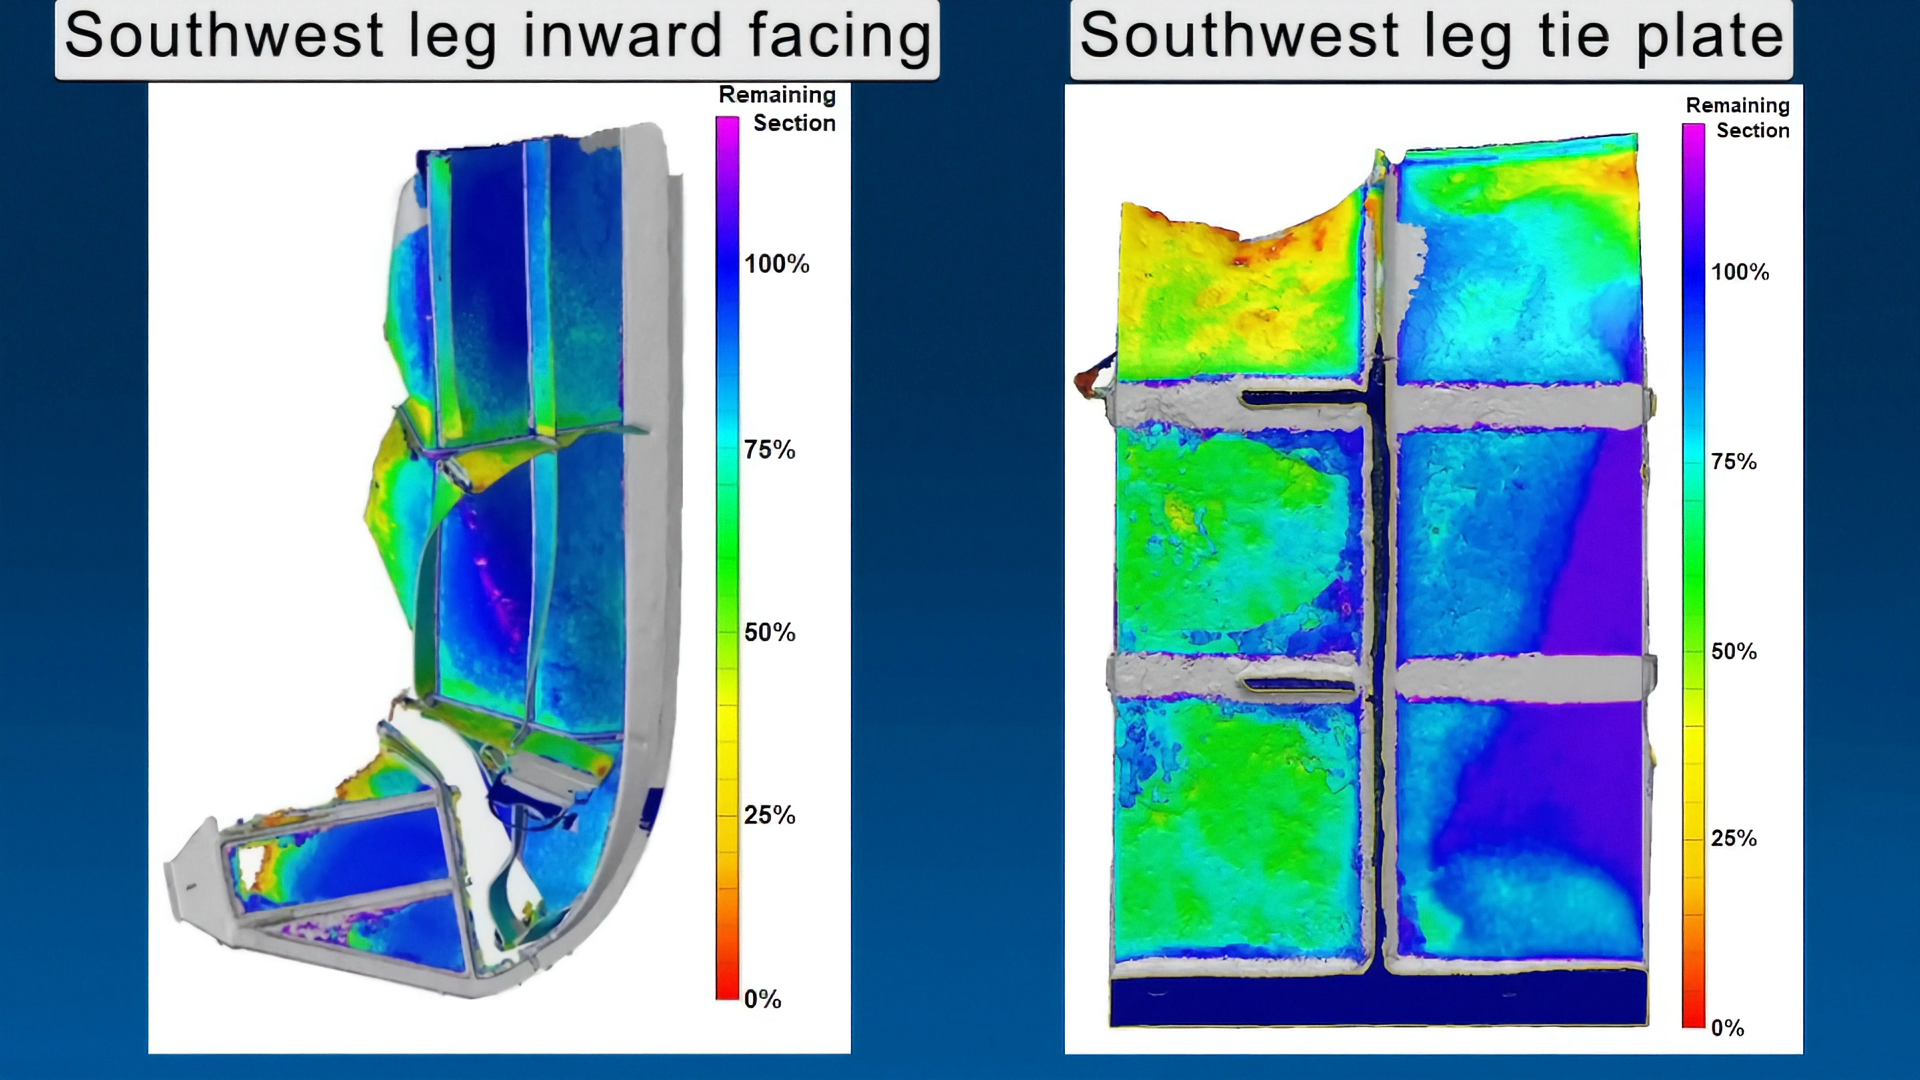 Southwest leg inward facing
Remaining
Section
100%
75%
50%
25%
0%
Southwest leg tie plate
Remaining
Section
100%
75%
50%
25%
0%